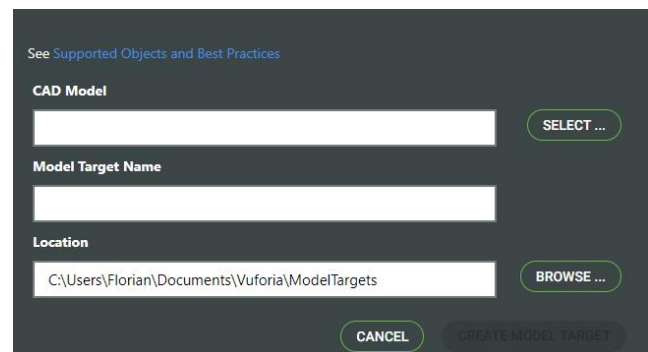 See Supported Objects and Best Practices
CAD Model
SELECT ...
Model Target Name
Location
C:\Users\Florian\Documents\Vuforia\ModelTargets
BROWSE ...
CANCEL
CREATE MODEL TARGET